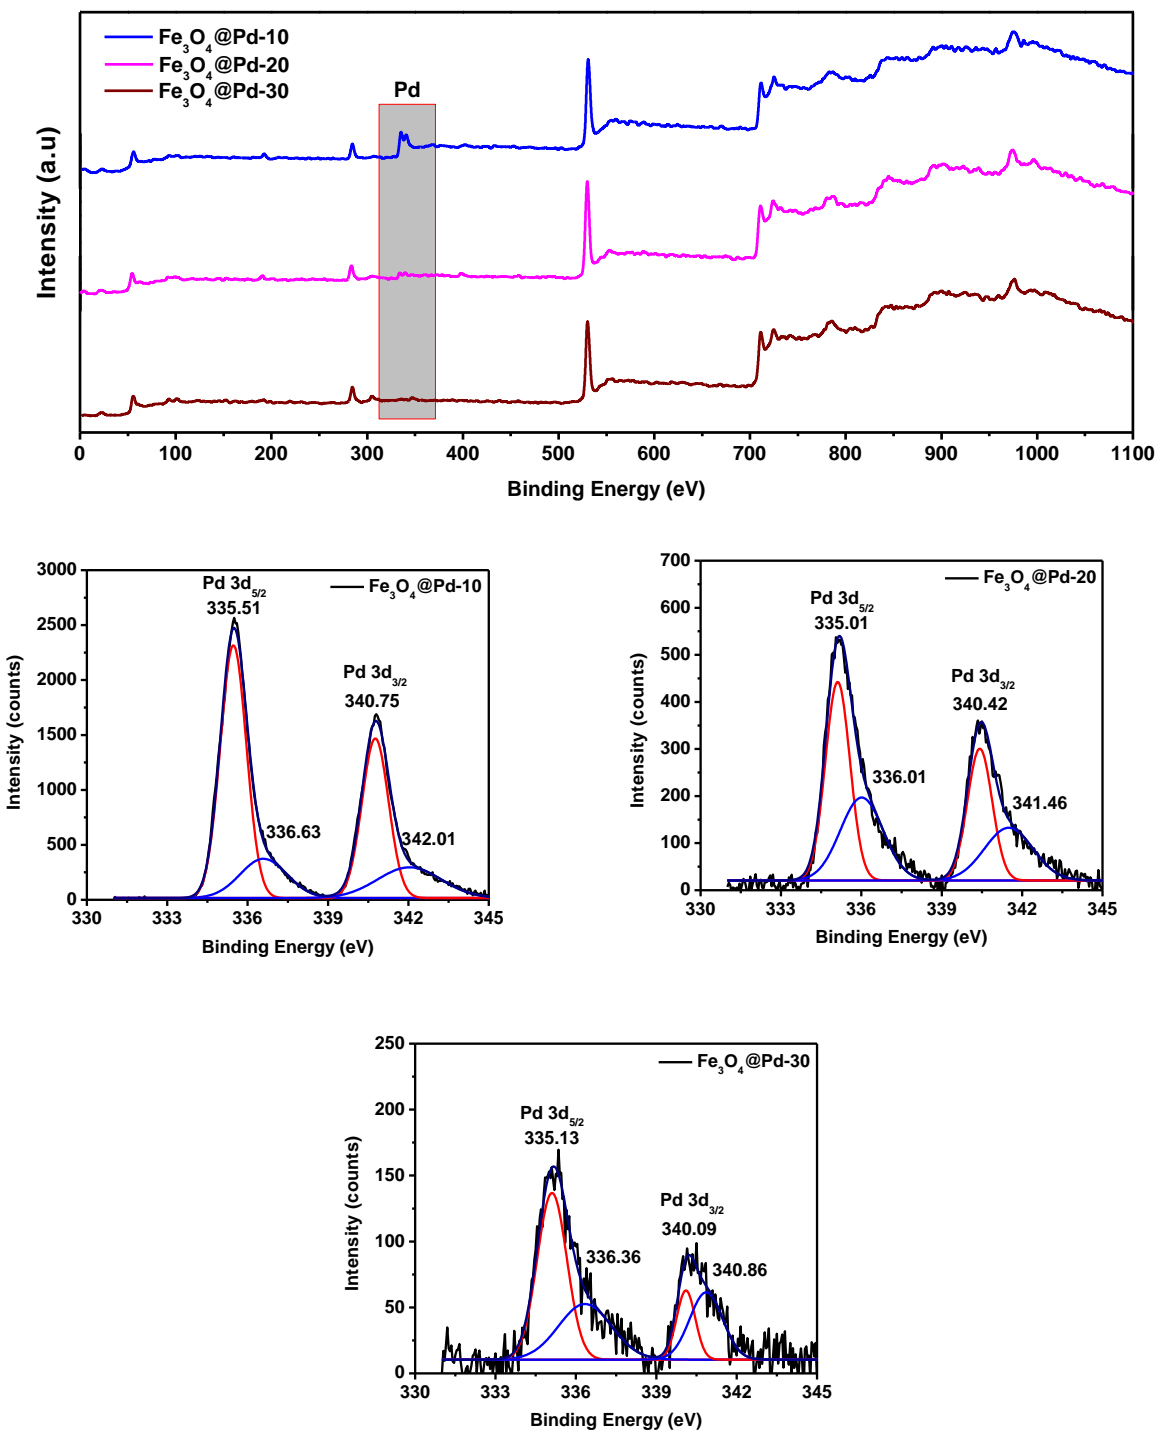 Fe3O4@Pd-10
Fe3O4@Pd-20
Fe3O4@Pd-30
Pd
Intensity (a.u)
0 100 200 300 400 500 600 700 800 900 1000 1100
Binding Energy (eV)
3000
2500
2000
1500
1000
500
0
Intensity (counts)
Pd 3d5/2
335.51
Fe3O4@Pd-10
Pd 3d3/2
340.75
336.63
342.01
330 333 336 339 342 345
Binding Energy (eV)
700
600
500
400
300
200
100
0
Intensity (counts)
Fe3O4@Pd-20
Pd 3d5/2
335.01
Pd 3d3/2
340.42
336.01
341.46
330 333 336 339 342 345
Binding Energy (eV)
250
200
150
100
50
0
Intensity (counts)
Fe3O4@Pd-30
Pd 3d5/2
335.13
Pd 3d3/2
340.09
336.36
340.86
330 333 336 339 342 345
Binding Energy (eV)